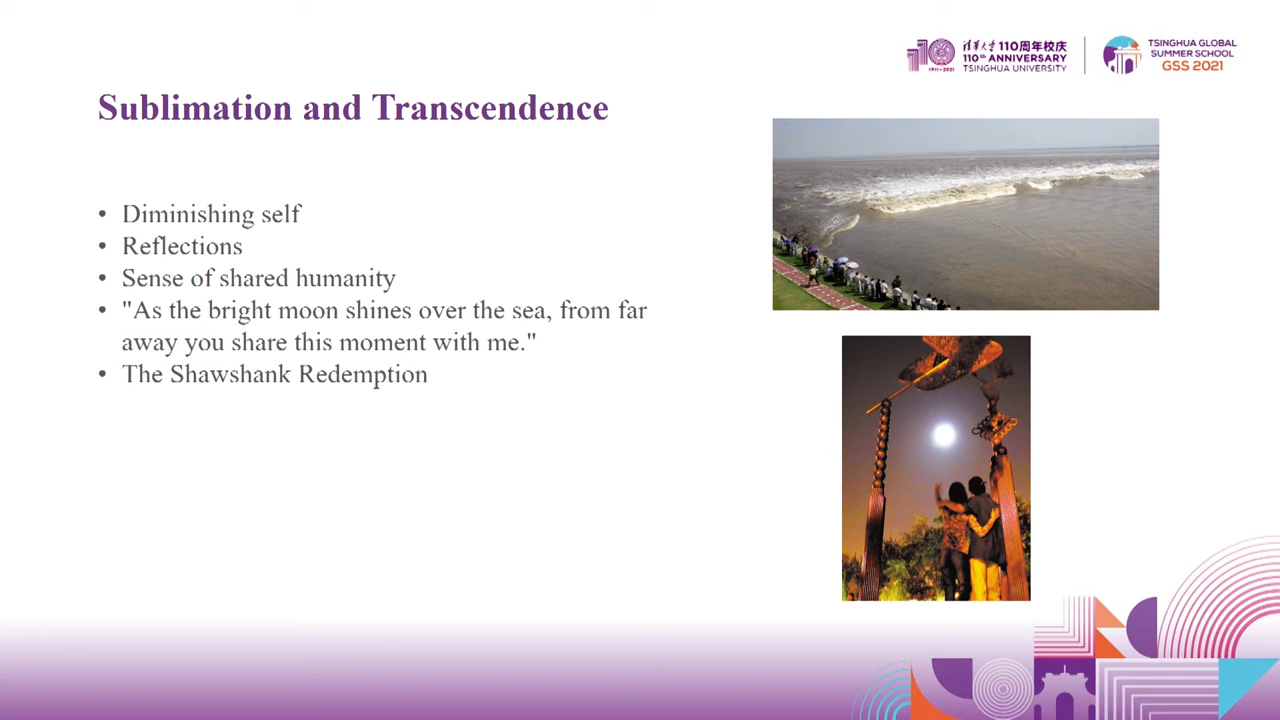 清華大学 110周年校庆
110th ANNIVERSARY
TSINGHUA UNIVERSITY
1911-2021
TSINGHUA GLOBAL
SUMMER SCHOOL
GSS 2021
Sublimation and Transcendence
• Diminishing self
• Reflections
• Sense of shared humanity
• "As the bright moon shines over the sea, from far
away you share this moment with me."
• The Shawshank Redemption